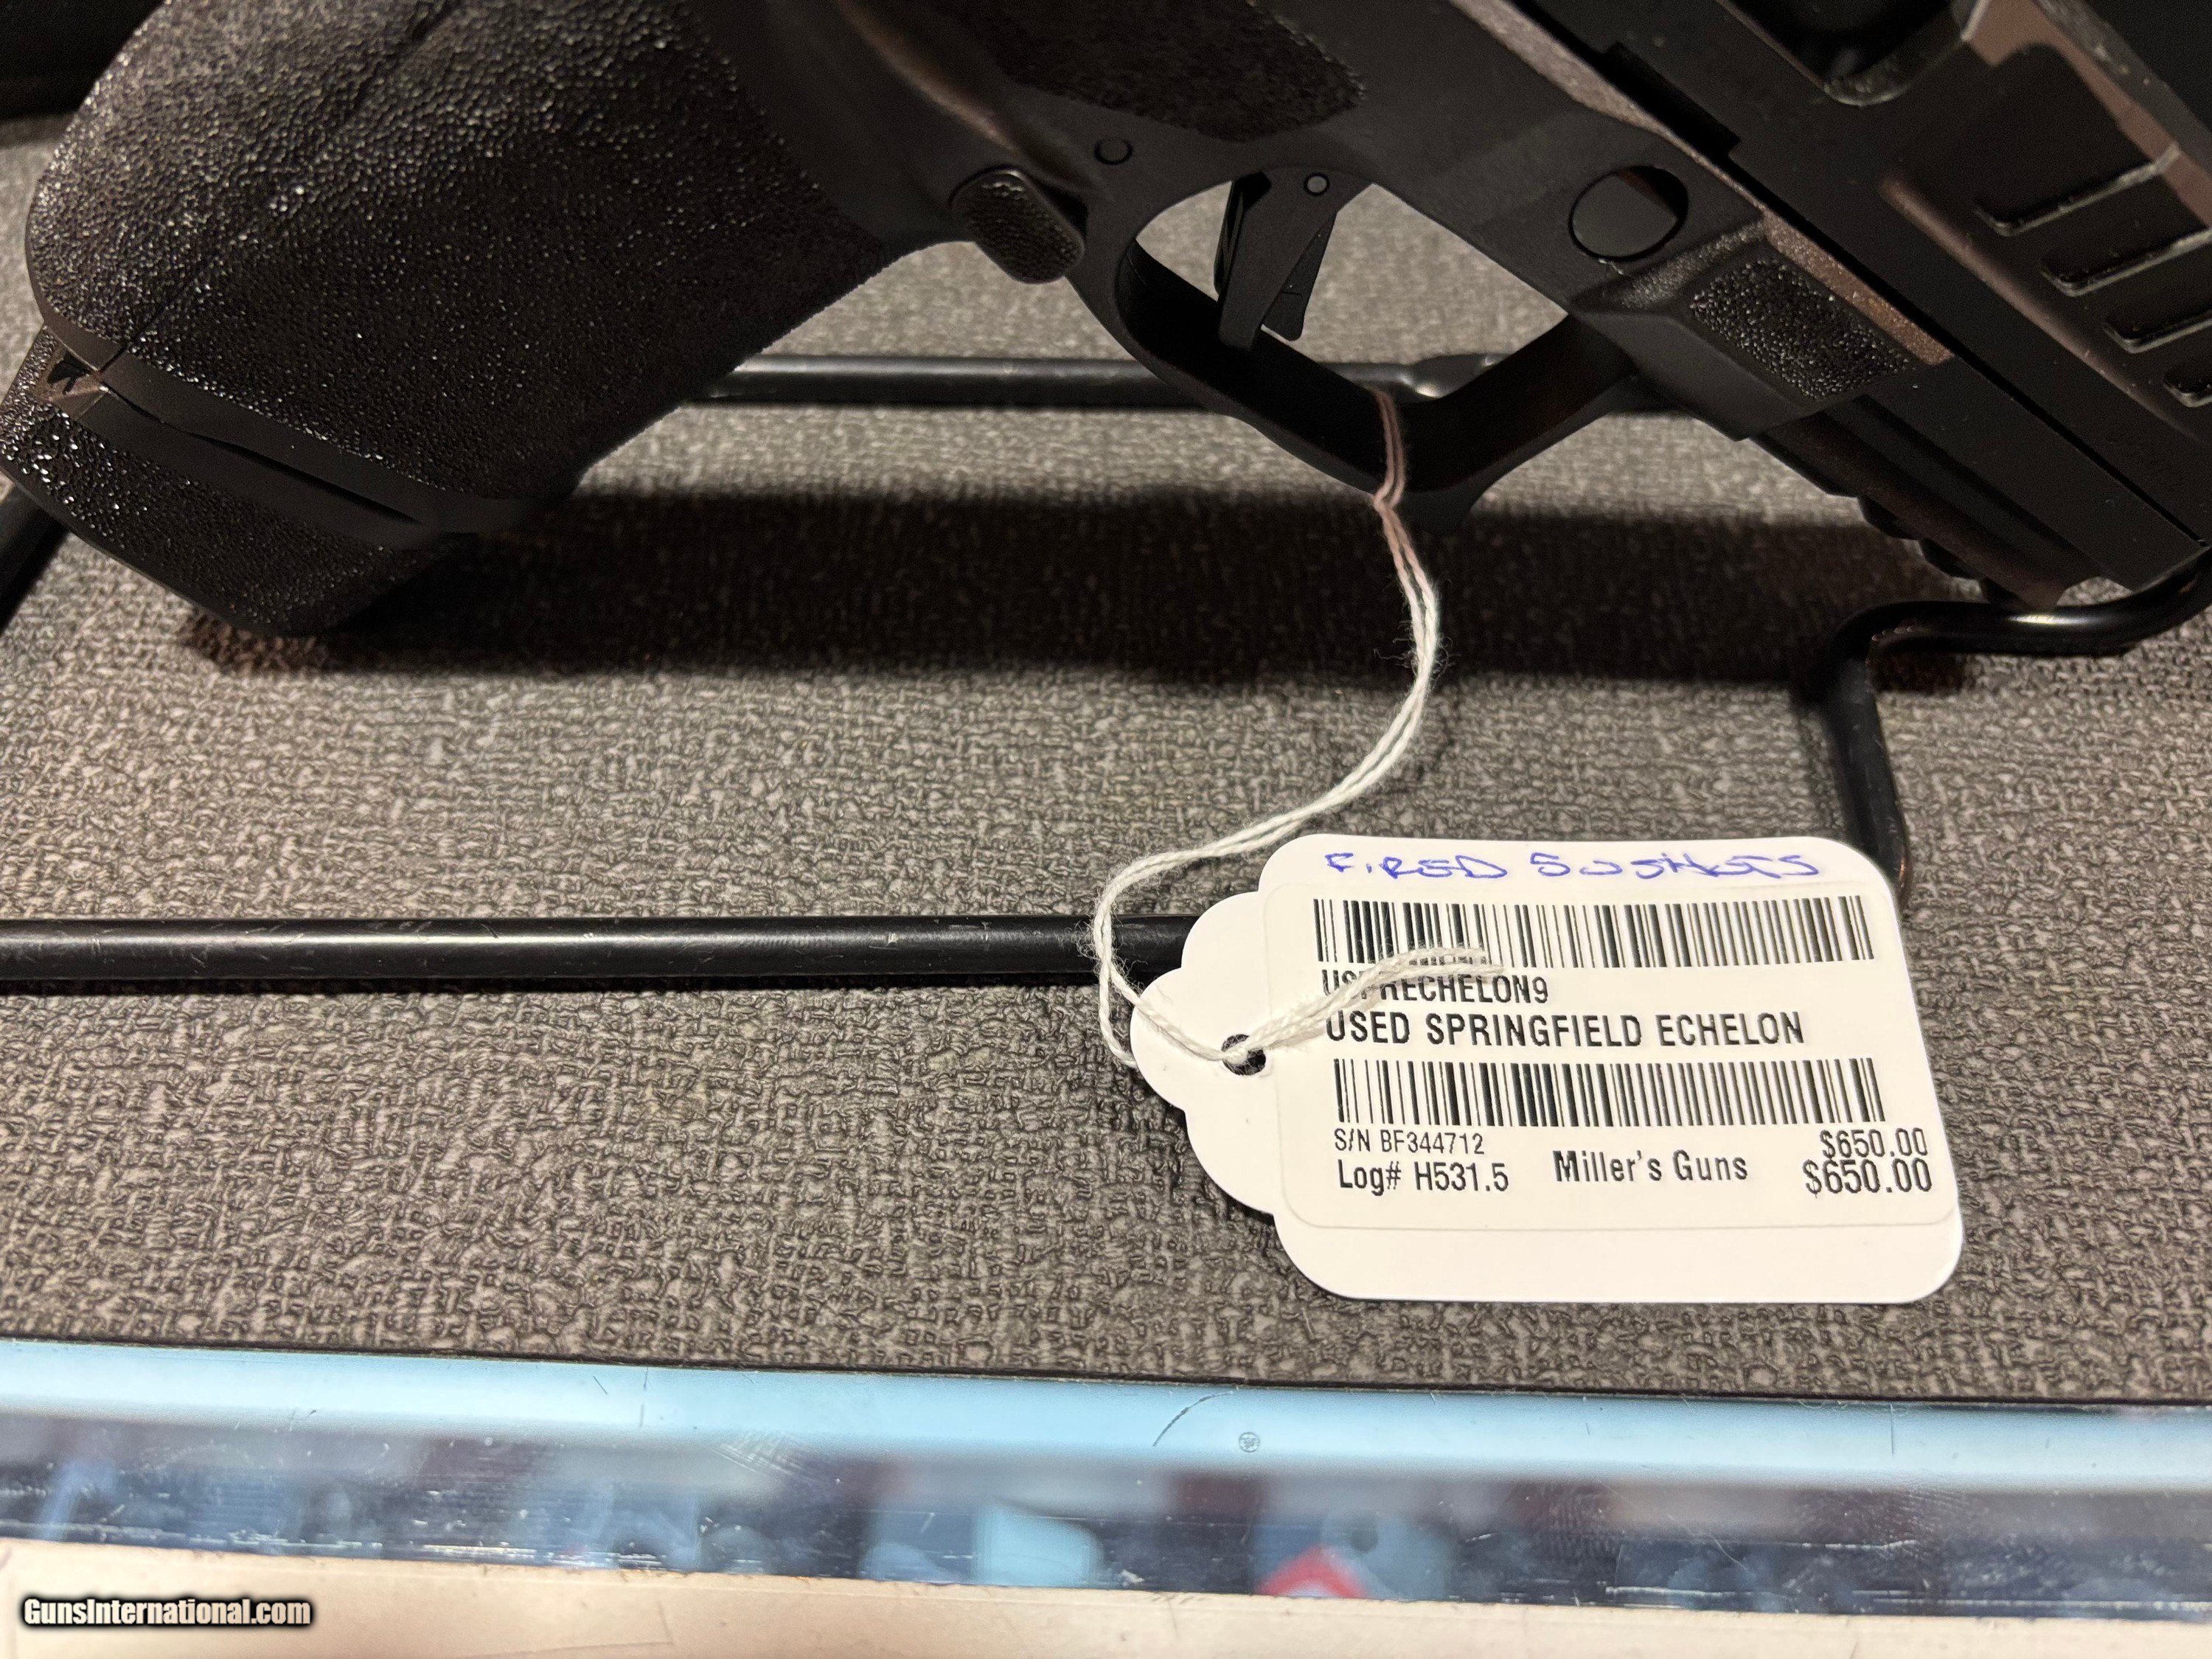 FIRED 50 SHOTS
USPRECHELON9
USED SPRINGFIELD ECHELON
S/N BF344712
$650.00
Log# H531.5
Miller's Guns
$650.00
GunsInternational.com